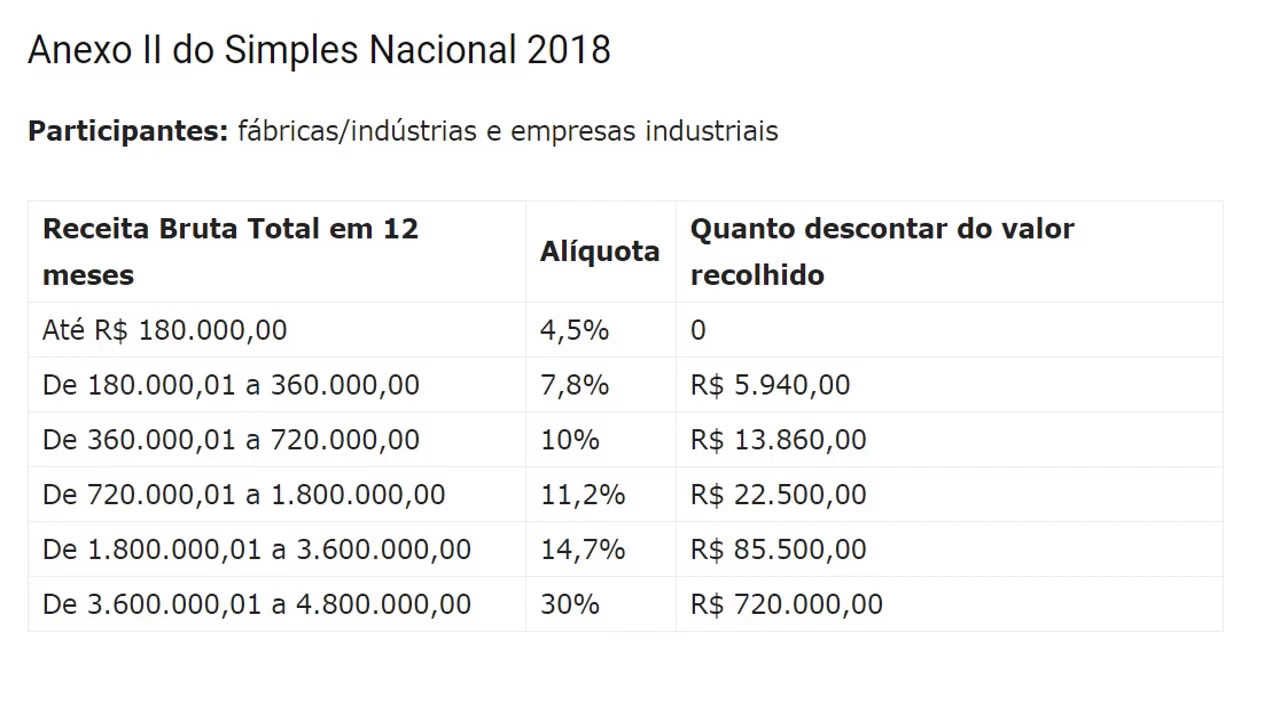 Anexo II do Simples Nacional 2018
Participantes: fábricas/indústrias e empresas industriais
Receita Bruta Total em 12 meses Alíquota Quanto descontar do valor recolhido
Até R$ 180.000,00 4,5% 0
De 180.000,01 a 360.000,00 7,8% R$ 5.940,00
De 360.000,01 a 720.000,00 10% R$ 13.860,00
De 720.000,01 a 1.800.000,00 11,2% R$ 22.500,00
De 1.800.000,01 a 3.600.000,00 14,7% R$ 85.500,00
De 3.600.000,01 a 4.800.000,00 30% R$ 720.000,00